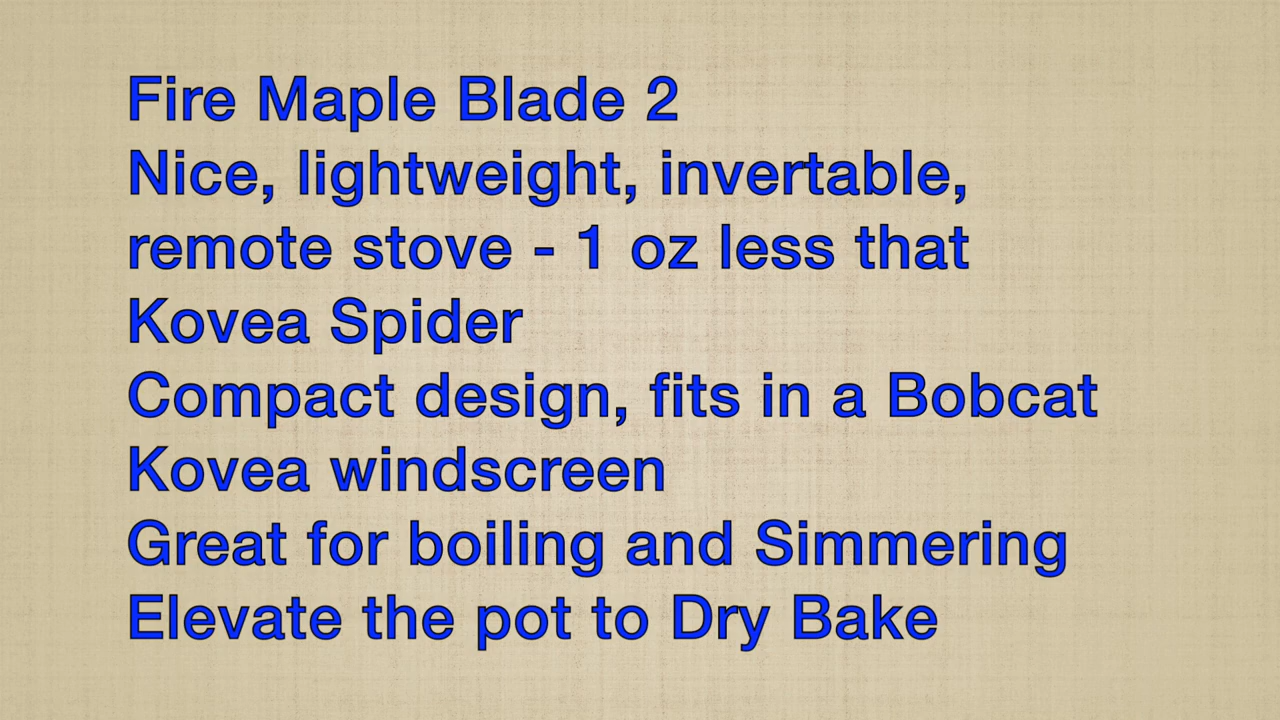 Fire Maple Blade 2
Nice, lightweight, invertable,
remote stove - 1 oz less that
Kovea Spider
Compact design, fits in a Bobcat
Kovea windscreen
Great for boiling and Simmering
Elevate the pot to Dry Bake